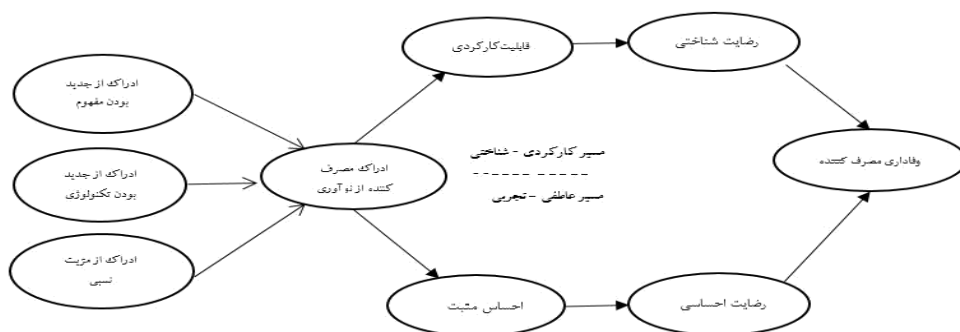 قابلیت‌کارکردی
رضایت شناختی
ادراک از جدید
بودن مفهوم
ادراک از جدید
بودن تکنولوژی
ادراک از مزیت
نسبی
ادراک مصرف
کننده از نوآوری
مسیر کارکردی - شناختی
مسیر عاطفی - تجربی
وفاداری مصرف کننده
احساس مثبت
رضایت احساسی